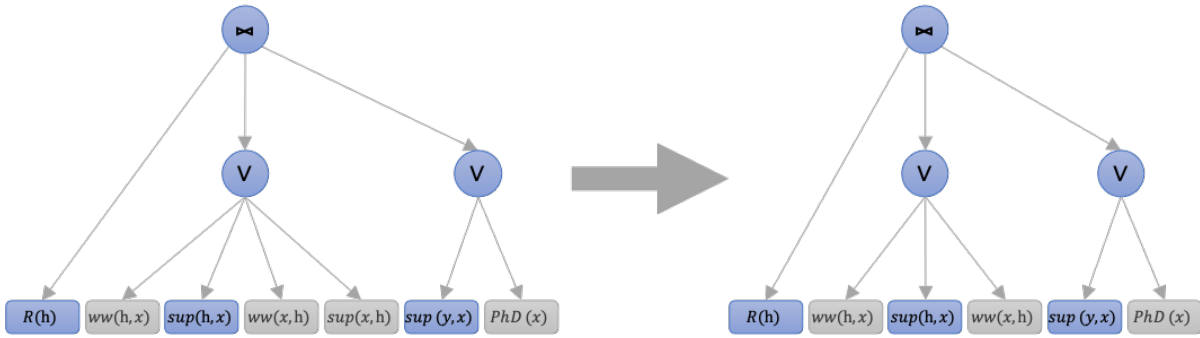 ⋈ ⋈
∨ ∨ ∨ ∨
R(h) ww(h,x) sup(h,x) ww(x,h) sup(x,h) sup (y,x) PhD (x) R(h) ww(h,x) sup(h,x) ww(x,h) sup (y,x) PhD (x)